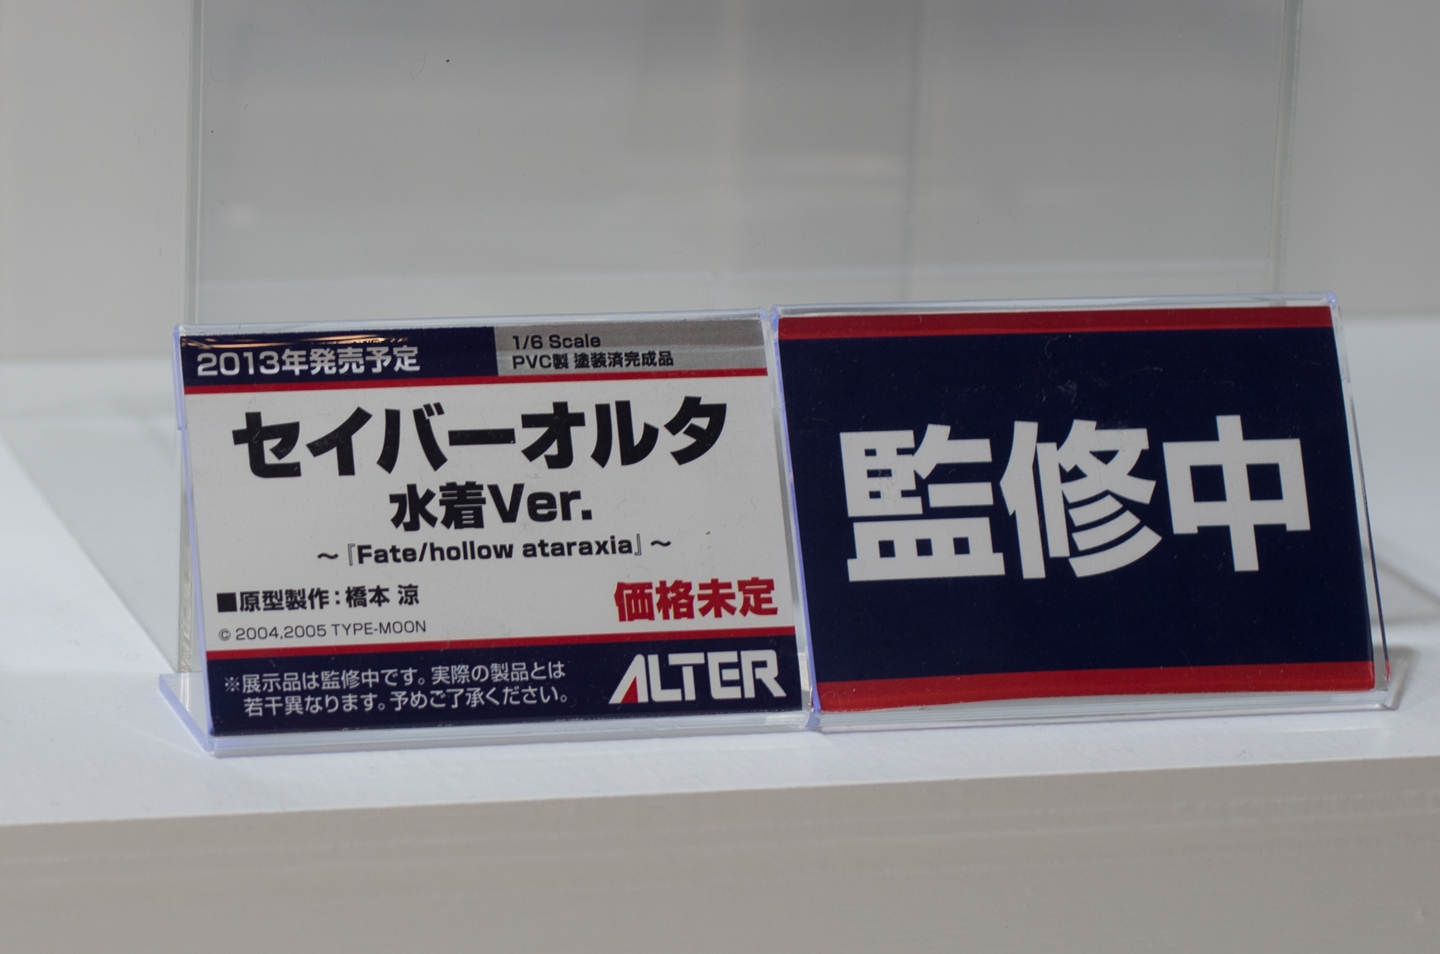 2013年発売予定
1/6 Scale
PVC製 塗装済完成品
セイバーオルタ
水着Ver.
～『Fate/hollow ataraxia』～
■原型製作：橋本 涼
価格未定
© 2004,2005 TYPE-MOON
※展示品は監修中です。実際の製品とは
若干異なります。予めご了承ください。
ALTER
監修中